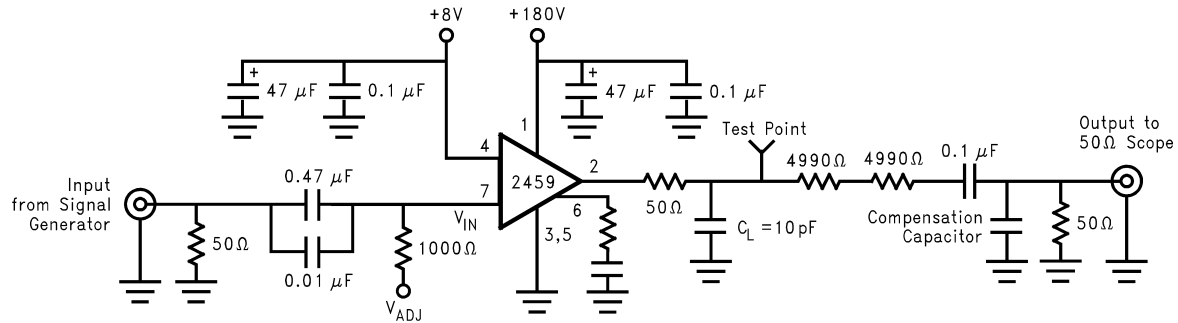 +8V
+180V
+
47 μF
0.1 μF
+
47 μF
0.1 μF
1
4
7
2459
2
6
3,5
Test Point
4990Ω
4990Ω
0.1 μF
Output to
50Ω Scope
Input
from Signal
Generator
0.47 μF
50Ω
0.01 μF
V_IN
1000Ω
V_ADJ
50Ω
C_L = 10pF
Compensation
Capacitor
50Ω